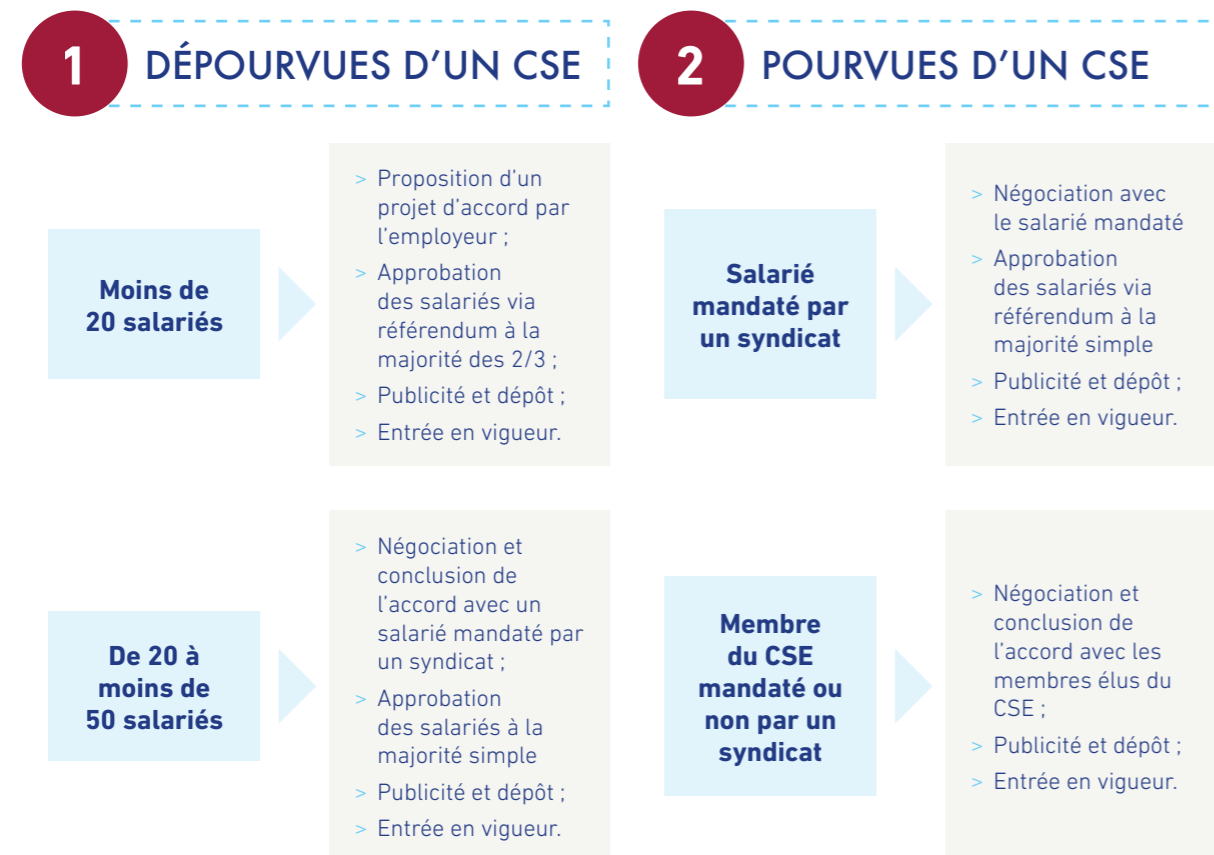 1
DÉPOURVUES D'UN CSE
Moins de
20 salariés
> Proposition d'un
projet d'accord par
l'employeur ;
> Approbation
des salariés via
référendum à la
majorité des 2/3 ;
> Publicité et dépôt ;
> Entrée en vigueur.
De 20 à
moins de
50 salariés
> Négociation et
conclusion de
l'accord avec un
salarié mandaté par
un syndicat ;
> Approbation
des salariés à la
majorité simple
> Publicité et dépôt ;
> Entrée en vigueur.
2
POURVUES D'UN CSE
Salarié
mandaté par
un syndicat
> Négociation avec
le salarié mandaté
> Approbation
des salariés via
référendum à la
majorité simple
> Publicité et dépôt ;
> Entrée en vigueur.
Membre
du CSE
mandaté ou
non par un
syndicat
> Négociation et
conclusion de
l'accord avec les
membres élus du
CSE ;
> Publicité et dépôt ;
> Entrée en vigueur.